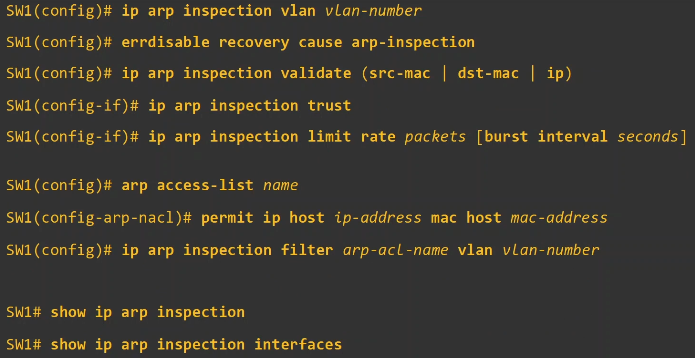 SW1(config)# ip arp inspection vlan vlan-number
SW1(config)# errdisable recovery cause arp-inspection
SW1(config)# ip arp inspection validate (src-mac | dst-mac | ip)
SW1(config-if)# ip arp inspection trust
SW1(config-if)# ip arp inspection limit rate packets [burst interval seconds]
SW1(config)# arp access-list name
SW1(config-arp-nacl)# permit ip host ip-address mac host mac-address
SW1(config)# ip arp inspection filter arp-acl-name vlan vlan-number
SW1# show ip arp inspection
SW1# show ip arp inspection interfaces